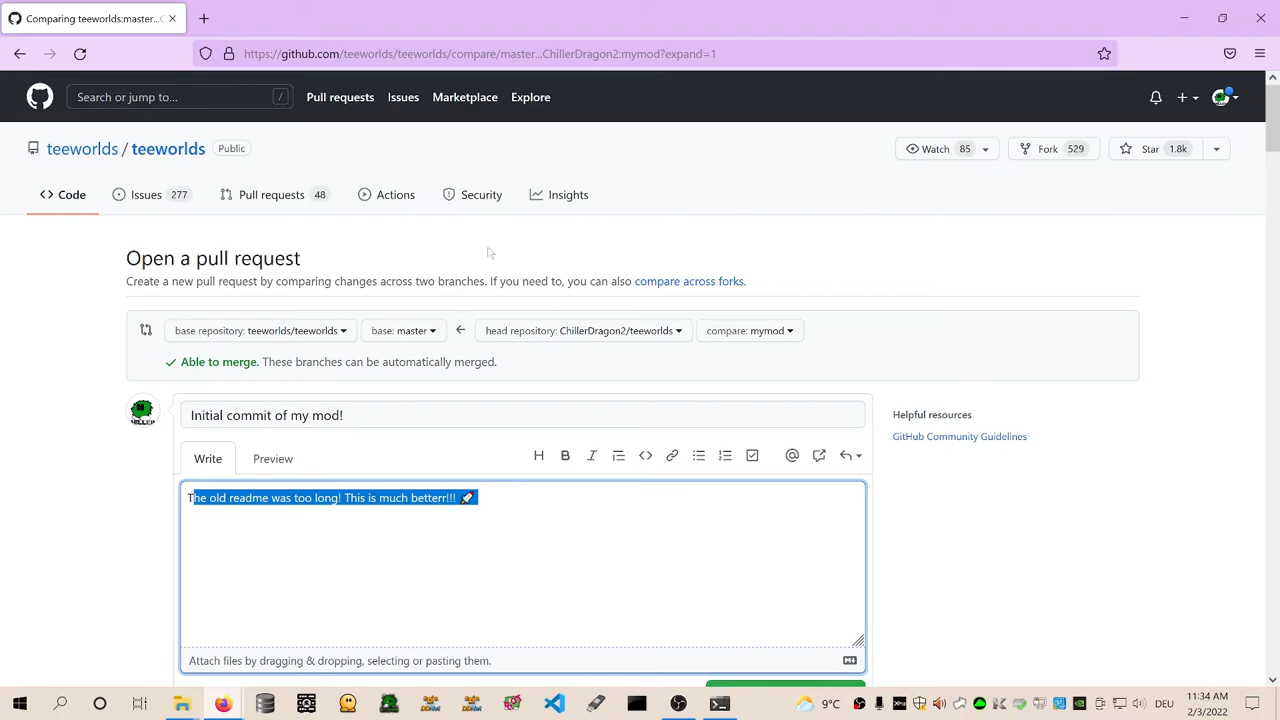 Comparing teeworlds:master...C
https://github.com/teeworlds/teeworlds/compare/master...ChillerDragon2:mymod?expand=1
Search or jump to... /
Pull requests Issues Marketplace Explore
teeworlds / teeworlds Public
Watch 85 Fork 529 Star 1.8k
Code Issues 277 Pull requests 48 Actions Security Insights
Open a pull request
Create a new pull request by comparing changes across two branches. If you need to, you can also compare across forks.
base repository: teeworlds/teeworlds base: master head repository: ChillerDragon2/teeworlds compare: mymod
Able to merge. These branches can be automatically merged.
Initial commit of my mod!
Helpful resources
GitHub Community Guidelines
Write Preview
The old readme was too long! This is much betterr!!! 🚀
Attach files by dragging & dropping, selecting or pasting them.
9°C DEU 11:34 AM
2/3/2022